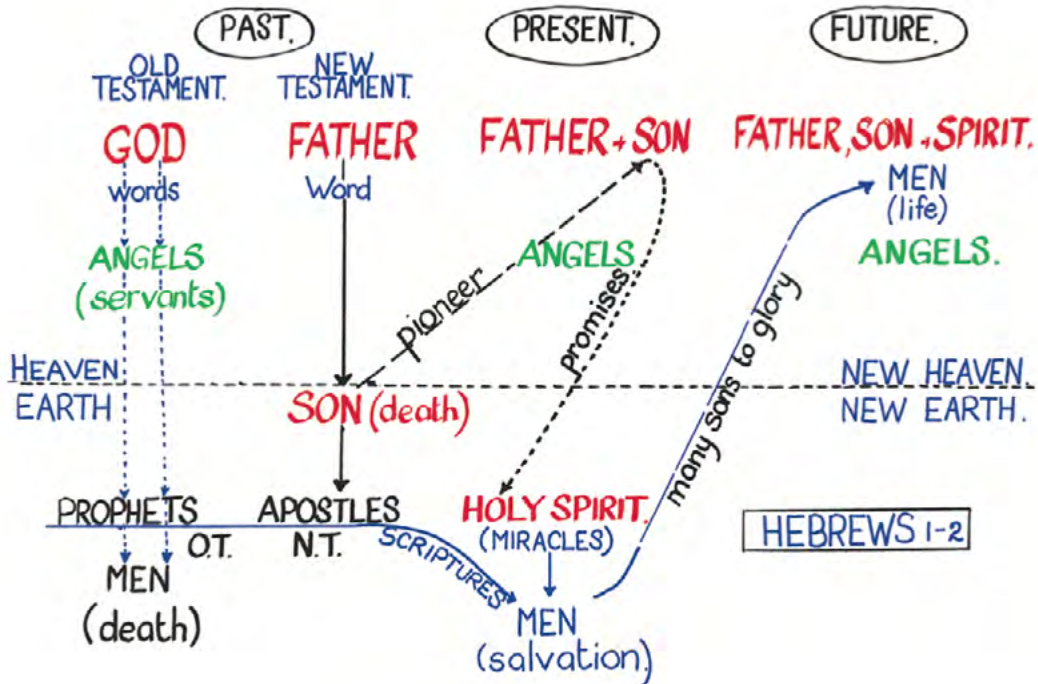 PAST.
PRESENT.
FUTURE.
OLD
TESTAMENT.
NEW
TESTAMENT.
GOD
FATHER
FATHER + SON
FATHER, SON + SPIRIT.
words
Word
MEN
(life)
ANGELS
(servants)
ANGELS
ANGELS.
pioneer
promises.
many sons to glory
HEAVEN
EARTH
NEW HEAVEN.
NEW EARTH.
SON (death)
PROPHETS
APOSTLES
HOLY SPIRIT.
(MIRACLES)
HEBREWS 1-2
O.T.
N.T.
SCRIPTURES
MEN
(death)
MEN
(salvation.)